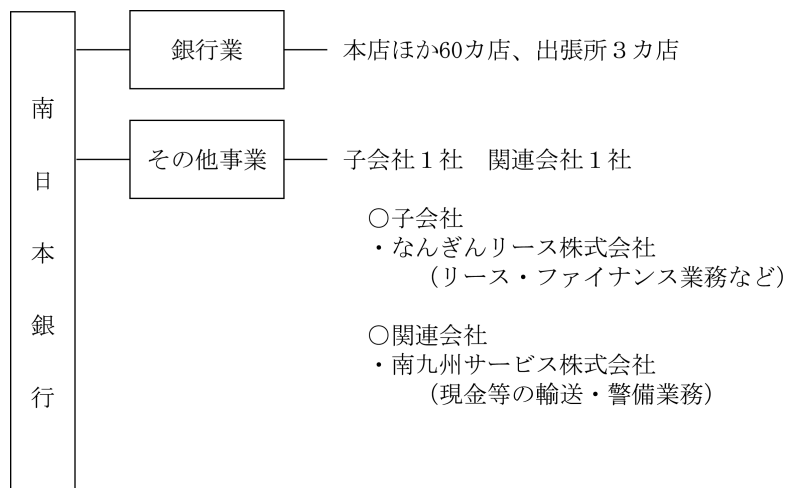 南日本銀行
銀行業
本店ほか60カ店、出張所３カ店
その他事業
子会社１社　関連会社１社
○子会社
・なんぎんリース株式会社
（リース・ファイナンス業務など）
○関連会社
・南九州サービス株式会社
（現金等の輸送・警備業務）